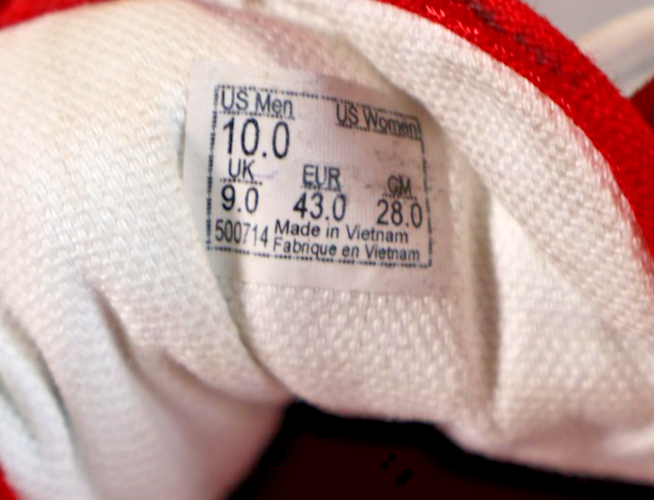 US Men US Women
10.0
UK EUR CM
9.0 43.0 28.0
500714 Made in Vietnam
Fabrique en Vietnam